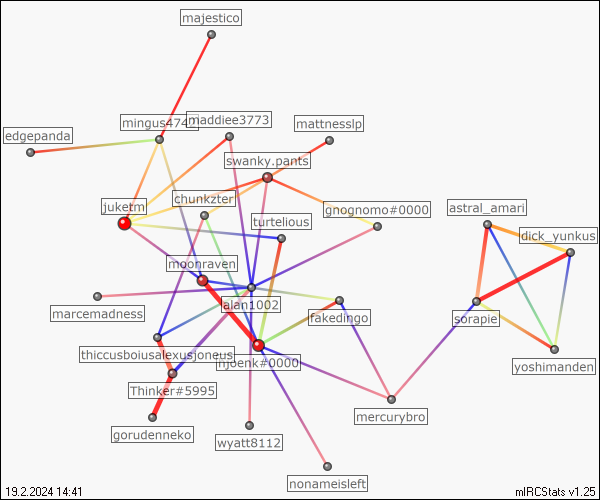 majestico
mingus474
maddiee3773
mattnesslp
edgepanda
swanky.pants
chunkzter
juketm
gnognomo#0000
astral_amari
turtelious
dick_yunkus
moonraven
alan1002
marcemadness
fakedingo
sorapie
thiccusboiusalexusjoneus
njoenk#0000
yoshimanden
Thinker#5995
mercurybro
gorudenneko
wyatt8112
nonameisleft
19.2.2024 14:41
mIRCStats v1.25